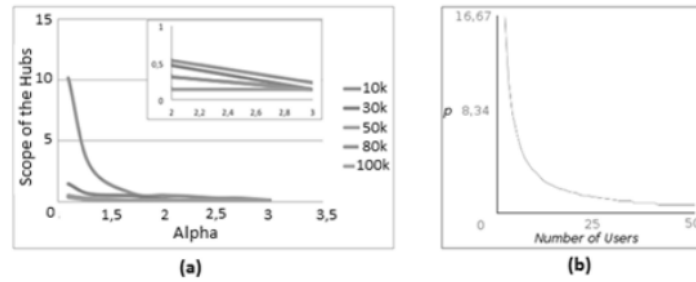 15
10
5
0
1,5
2
2,5
3
3,5
Scope of the Hubs
Alpha
1
0,5
0
2
2,2
2,4
2,6
2,8
3
10k
30k
50k
80k
100k
(a)
16,67
p
8,34
0
25
50
Number of Users
(b)